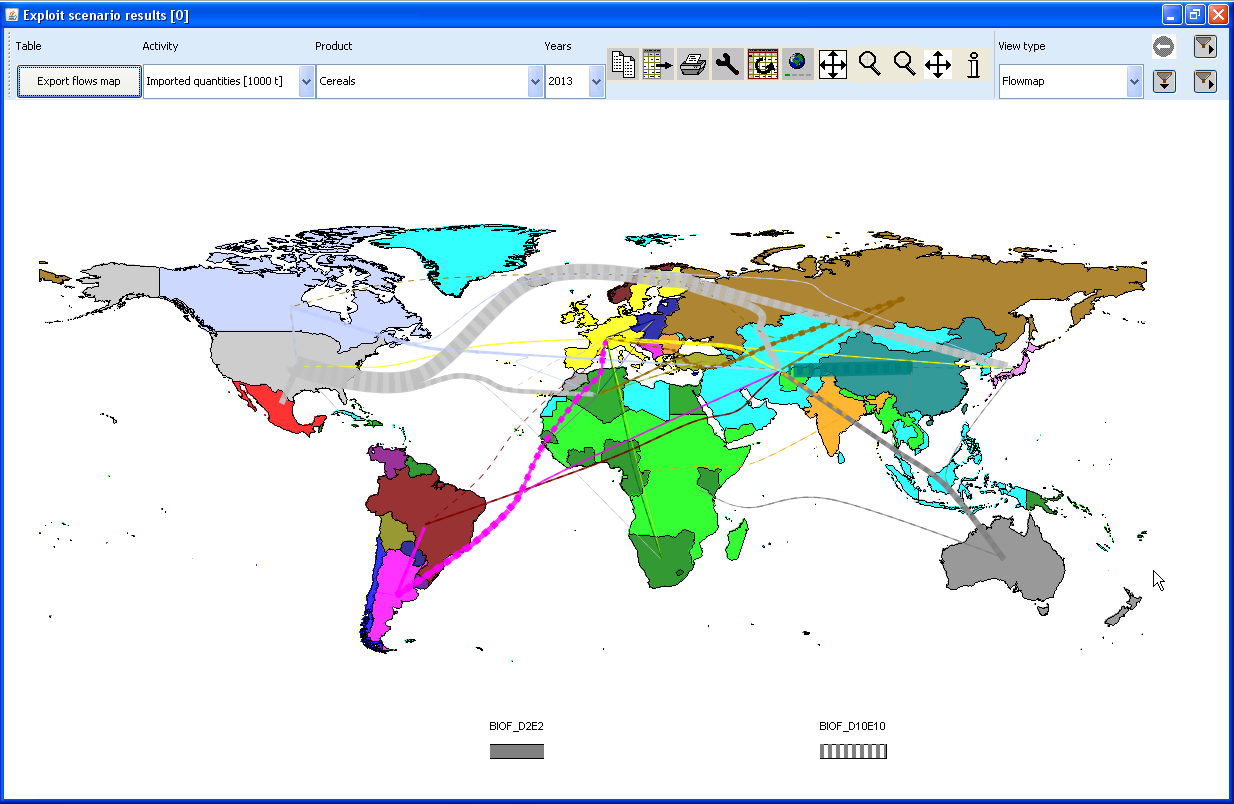 Exploit scenario results [0]
Table Activity Product Years View type
Export flows map Imported quantities [1000 t] Cereals 2013 Flowmap
BIOF_D2E2 BIOF_D10E10